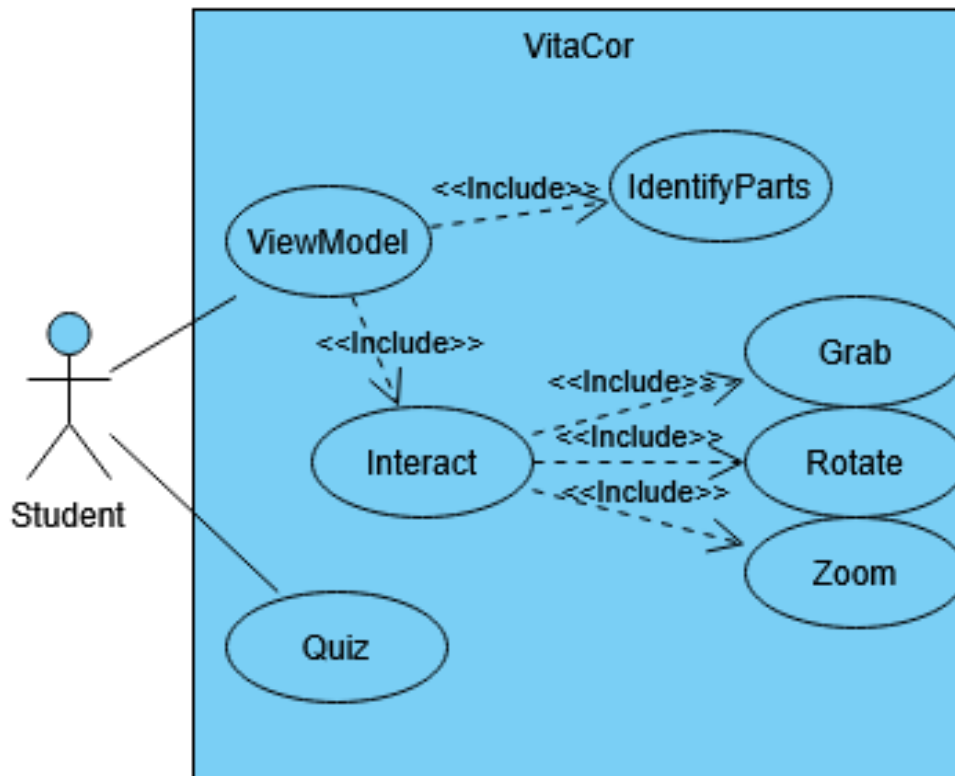 VitaCor
<<Include>>
IdentifyParts
ViewModel
<<Include>>
Grab
<<Include>>
<<Include>>
Interact
Rotate
<<Include>>
Student
Zoom
Quiz